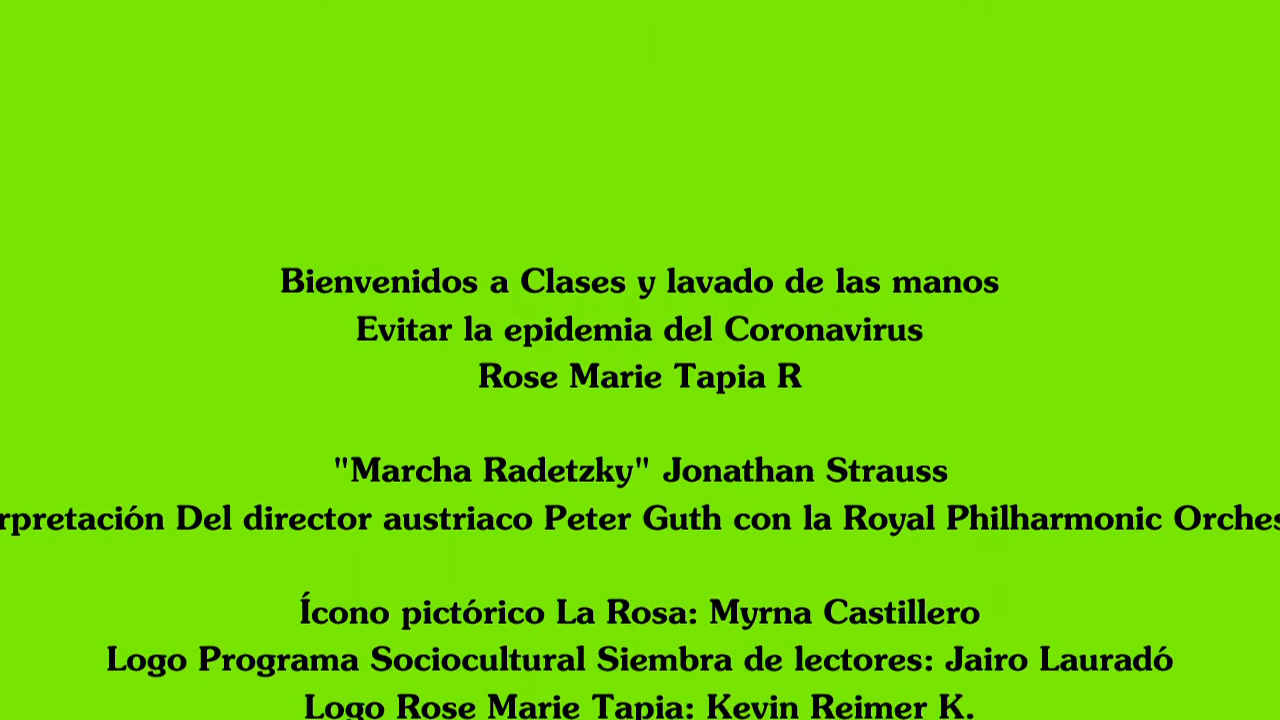 Bienvenidos a Clases y lavado de las manos
Evitar la epidemia del Coronavirus
Rose Marie Tapia R
"Marcha Radetzky" Jonathan Strauss
rpretación Del director austriaco Peter Guth con la Royal Philharmonic Orches
Ícono pictórico La Rosa: Myrna Castillero
Logo Programa Sociocultural Siembra de lectores: Jairo Lauradó
Logo Rose Marie Tapia: Kevin Reimer K.